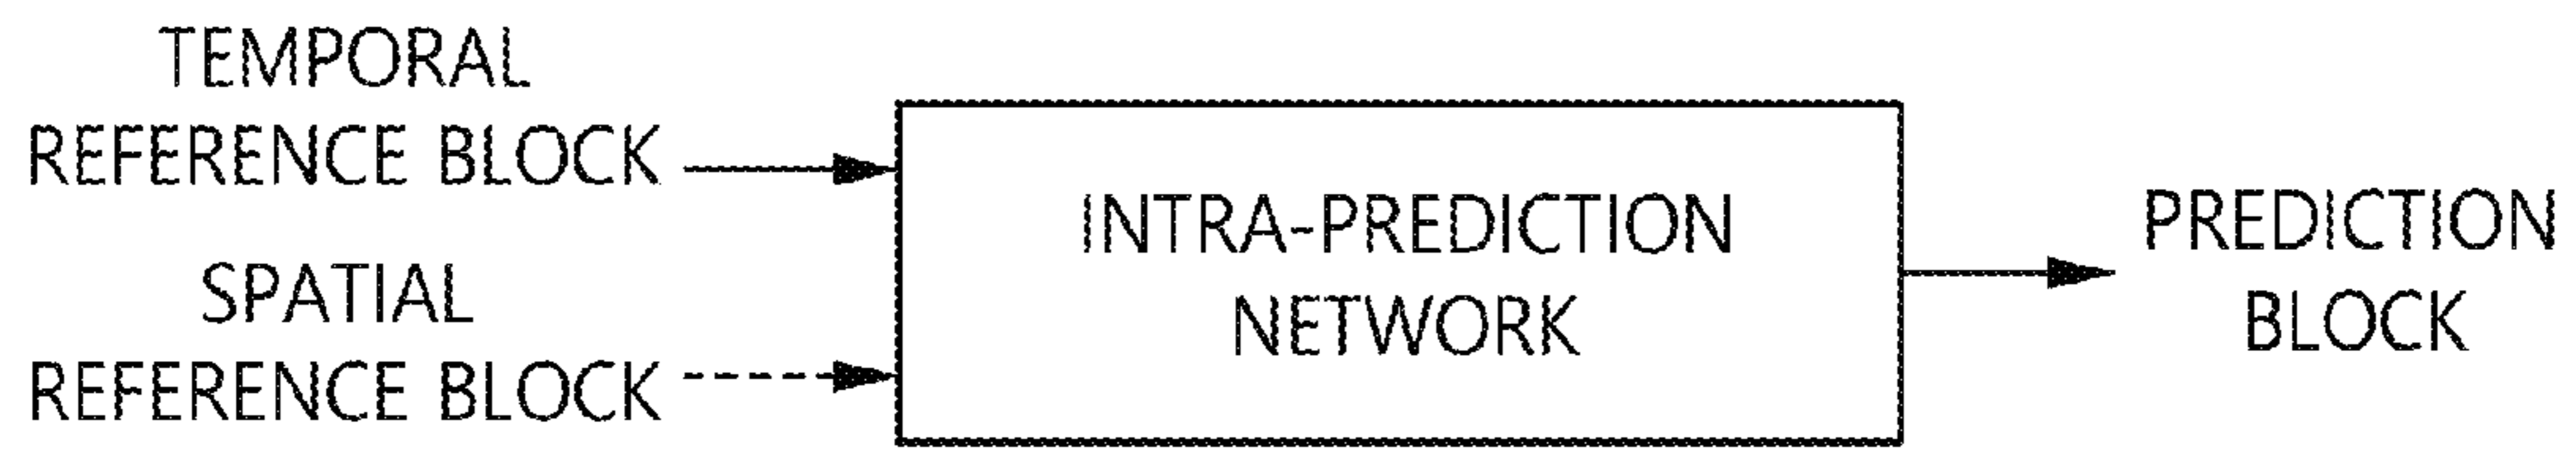 TEMPORAL
REFERENCE BLOCK
SPATIAL
REFERENCE BLOCK
INTRA-PREDICTION
NETWORK
PREDICTION
BLOCK